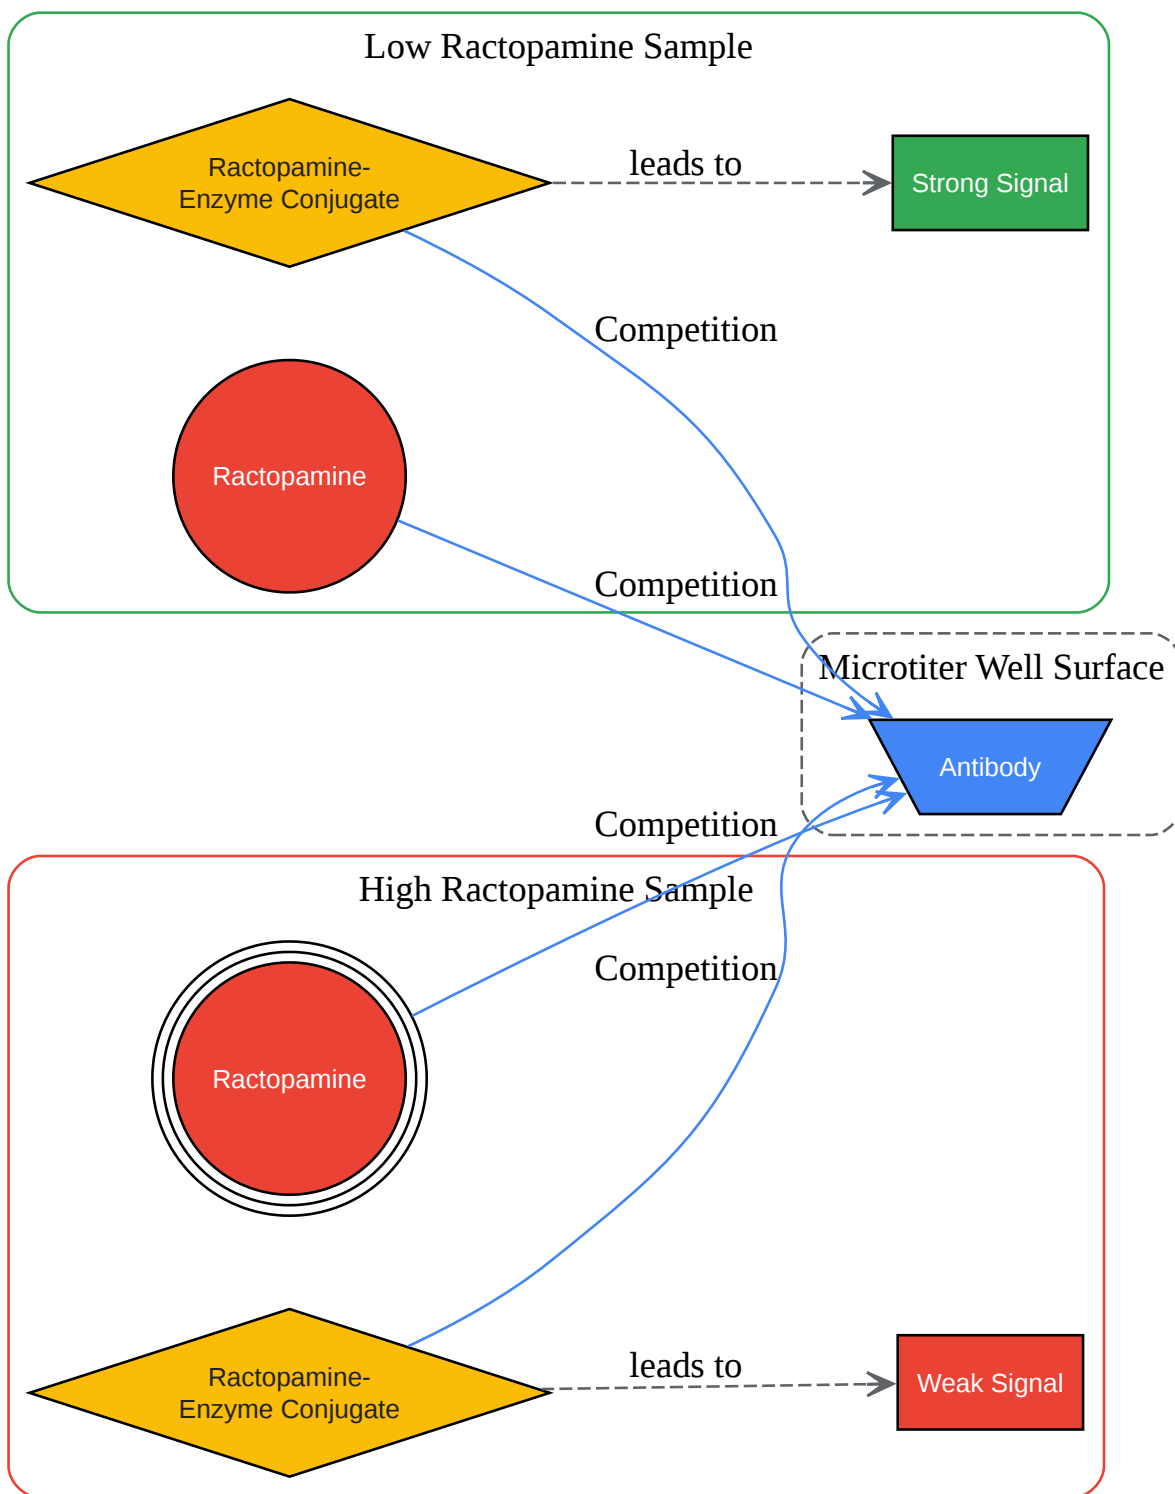 Low Ractopamine Sample
Ractopamine-
Enzyme Conjugate
leads to
Strong Signal
Competition
Ractopamine
Competition
Microtiter Well Surface
Antibody
Competition
High Ractopamine Sample
Competition
Ractopamine
leads to
Ractopamine-
Enzyme Conjugate
Weak Signal